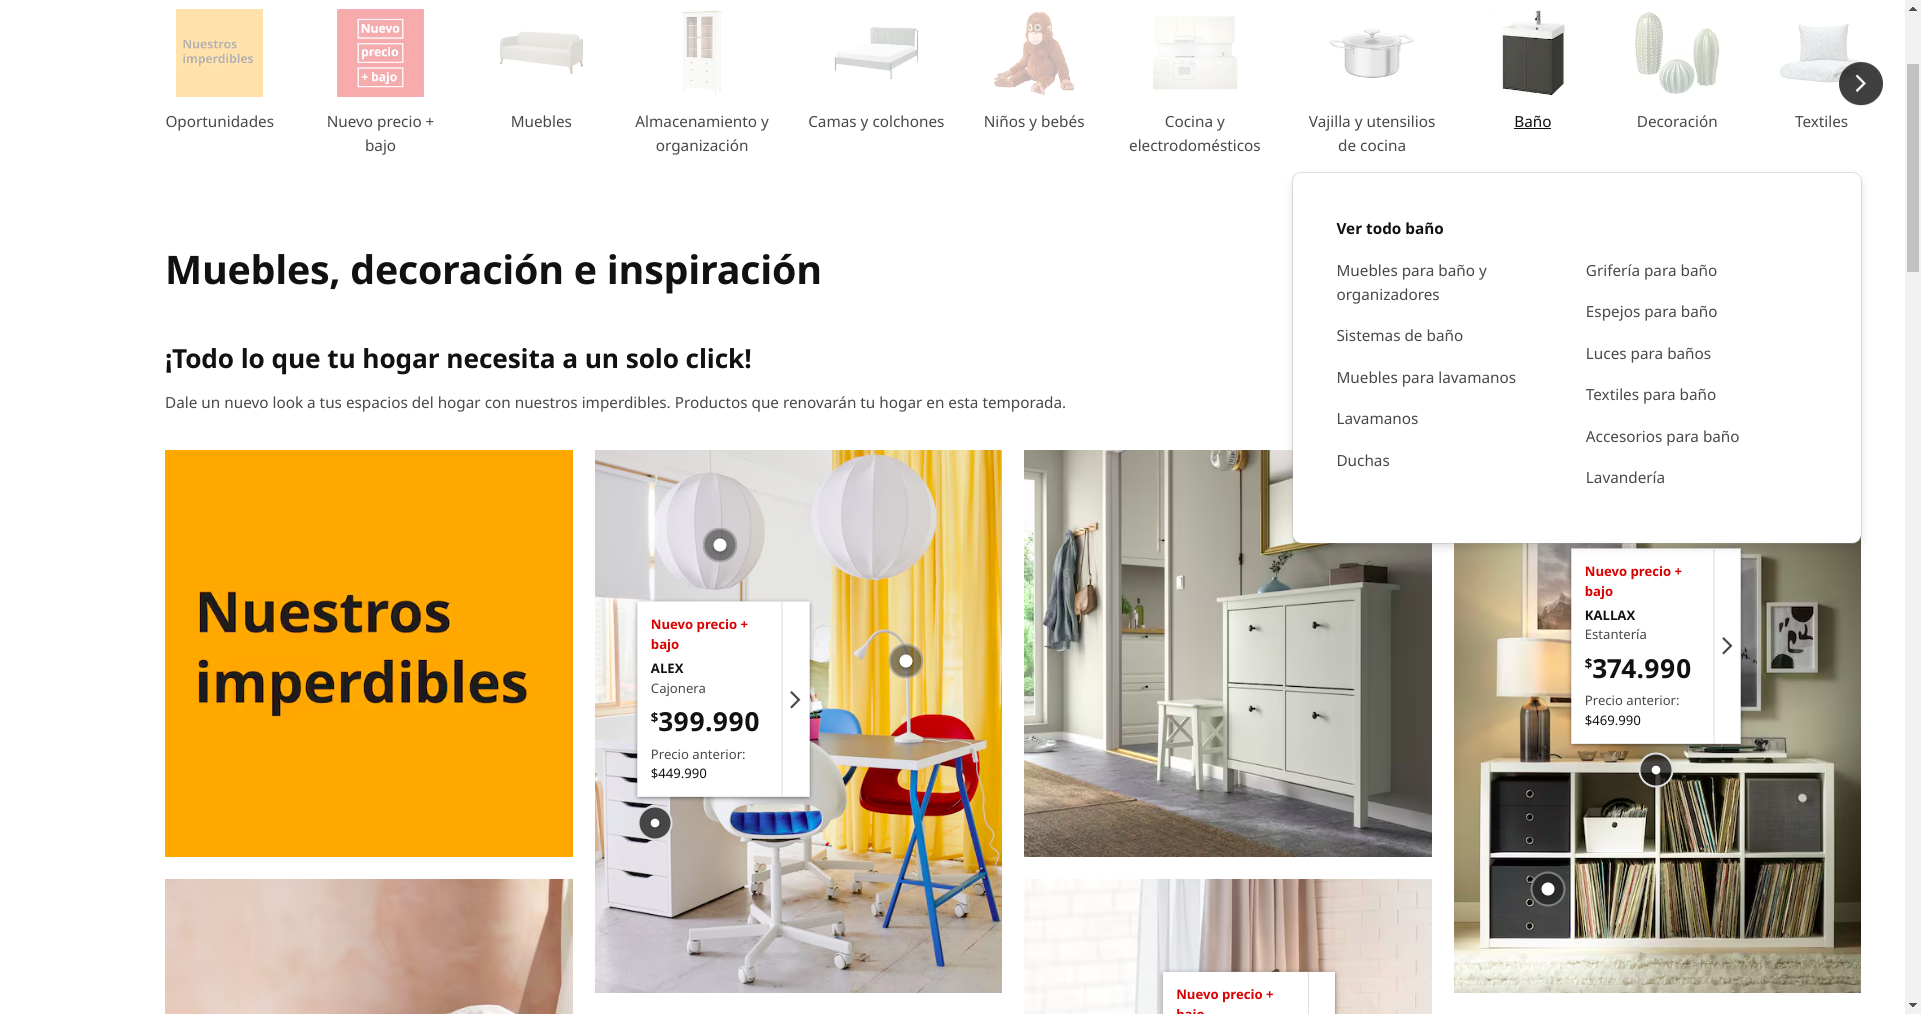 Nuestros
imperdibles
Nuevo
precio
+ bajo
Oportunidades
Nuevo precio +
bajo
Muebles
Almacenamiento y
organización
Camas y colchones
Niños y bebés
Cocina y
electrodomésticos
Vajilla y utensilios
de cocina
Baño
Decoración
Textiles
Ver todo baño
Muebles para baño y
organizadores
Sistemas de baño
Muebles para lavamanos
Lavamanos
Duchas
Grifería para baño
Espejos para baño
Luces para baños
Textiles para baño
Accesorios para baño
Lavandería
Muebles, decoración e inspiración
¡Todo lo que tu hogar necesita a un solo click!
Dale un nuevo look a tus espacios del hogar con nuestros imperdibles. Productos que renovarán tu hogar en esta temporada.
Nuestros
imperdibles
Nuevo precio +
bajo
ALEX
Cajonera
$399.990
Precio anterior:
$449.990
Nuevo precio +
bajo
KALLAX
Estantería
$374.990
Precio anterior:
$469.990
Nuevo precio +
bajo